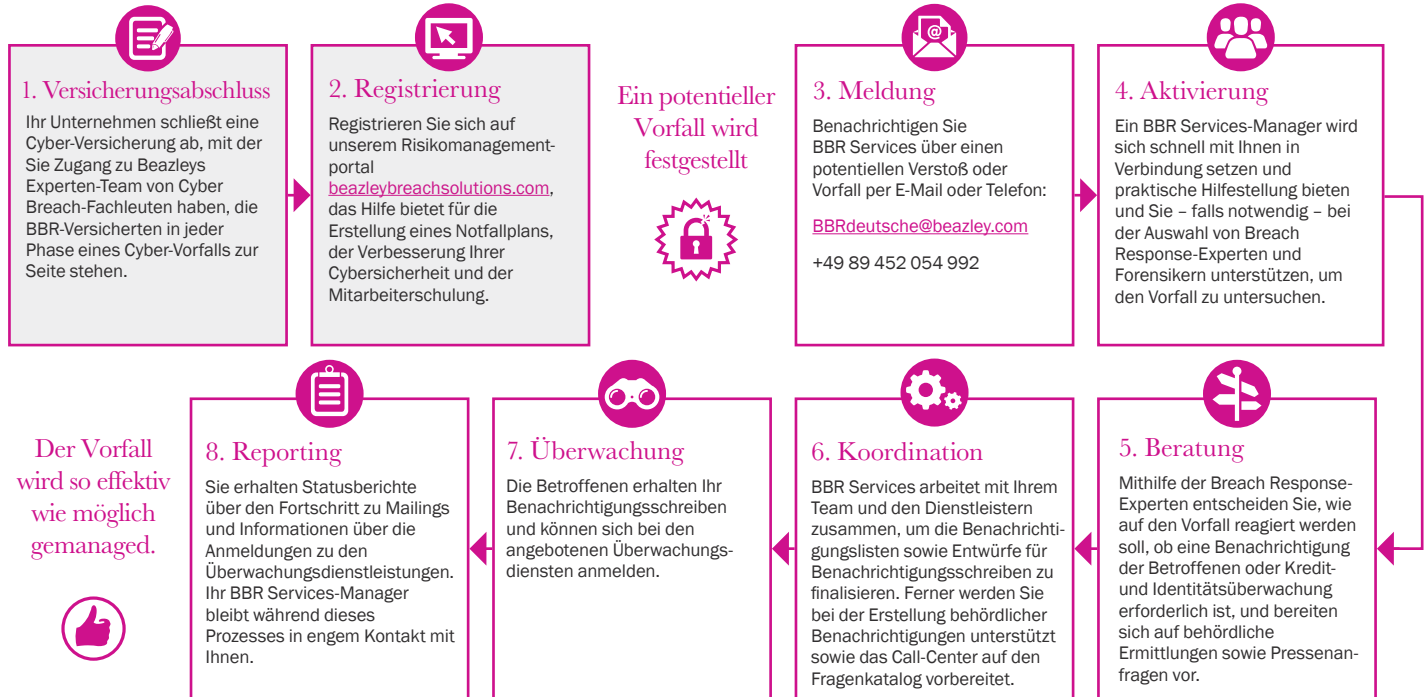 1. Versicherungsabschluss
Ihr Unternehmen schließt eine
Cyber-Versicherung ab, mit der
Sie Zugang zu Beazleys
Experten-Team von Cyber
Breach-Fachleuten haben, die
BBR-Versicherten in jeder
Phase eines Cyber-Vorfalls zur
Seite stehen.
2. Registrierung
Registrieren Sie sich auf
unserem Risikomanagement-
portal
beazleybreachsolutions.com,
das Hilfe bietet für die
Erstellung eines Notfallplans,
der Verbesserung Ihrer
Cybersicherheit und der
Mitarbeiterschulung.
Ein potentieller
Vorfall wird
festgestellt
@
3. Meldung
Benachrichtigen Sie
BBR Services über einen
potentiellen Verstoß oder
Vorfall per E-Mail oder Telefon:
BBRdeutsche@beazley.com
+49 89 452 054 992
4. Aktivierung
Ein BBR Services-Manager wird
sich schnell mit Ihnen in
Verbindung setzen und
praktische Hilfestellung bieten
und Sie – falls notwendig – bei
der Auswahl von Breach
Response-Experten und
Forensikern unterstützen, um
den Vorfall zu untersuchen.
5. Beratung
Mithilfe der Breach Response-
Experten entscheiden Sie, wie
auf den Vorfall reagiert werden
soll, ob eine Benachrichtigung
der Betroffenen oder Kredit-
und Identitätsüberwachung
erforderlich ist, und bereiten
sich auf behördliche
Ermittlungen sowie Pressenan-
fragen vor.
6. Koordination
BBR Services arbeitet mit Ihrem
Team und den Dienstleistern
zusammen, um die Benachrichti-
gungslisten sowie Entwürfe für
Benachrichtigungsschreiben zu
finalisieren. Ferner werden Sie
bei der Erstellung behördlicher
Benachrichtigungen unterstützt
sowie das Call-Center auf den
Fragenkatalog vorbereitet.
7. Überwachung
Die Betroffenen erhalten Ihr
Benachrichtigungsschreiben
und können sich bei den
angebotenen Überwachungs-
diensten anmelden.
8. Reporting
Sie erhalten Statusberichte
über den Fortschritt zu Mailings
und Informationen über die
Anmeldungen zu den
Überwachungsdienstleistungen.
Ihr BBR Services-Manager
bleibt während dieses
Prozesses in engem Kontakt mit
Ihnen.
Der Vorfall
wird so effektiv
wie möglich
gemanaged.